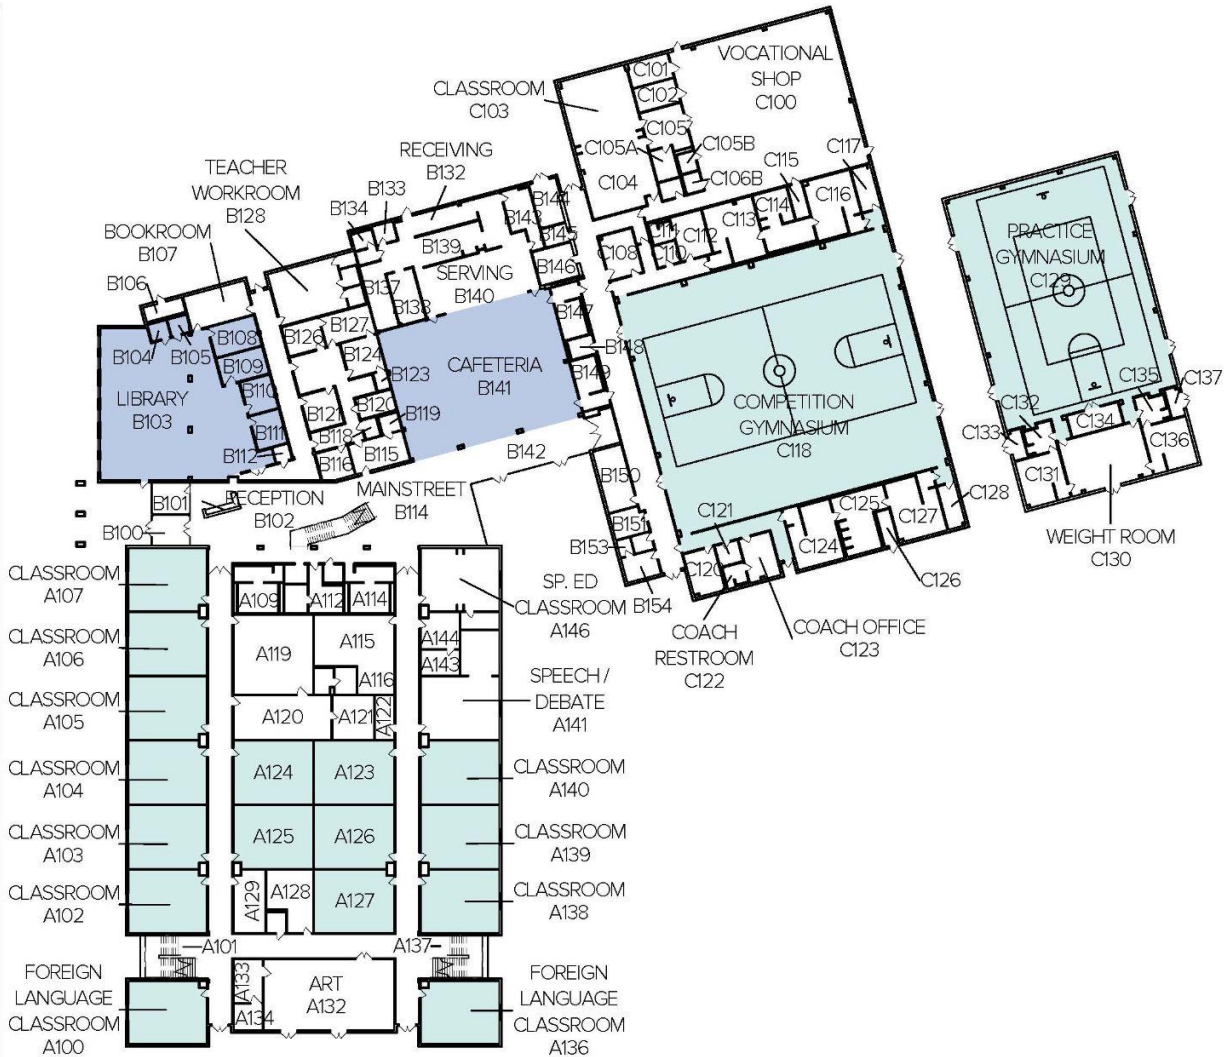 VOCATIONAL
SHOP
C100
C101
C102
CLASSROOM
C103
C105
C105A
C105B
C104
C106B
C115
C117
C114
C116
C113
C112
C111
C110
C108
RECEIVING
B132
B133
B134
TEACHER
WORKROOM
B128
BOOKROOM
B107
B106
B144
B143
B145
B146
B139
SERVING
B140
B137
B138
B147
B148
B149
B126
B127
B124
B123
B121
B120
B119
B118
B116
B115
B104
B105
B108
B109
B110
B111
B112
LIBRARY
B103
CAFETERIA
B141
B142
COMPETITION
GYMNASIUM
C118
PRACTICE
GYMNASIUM
C129
C135
C137
C132
C134
C133
C136
C131
WEIGHT ROOM
C130
B101
RECEPTION
B102
MAINSTREET
B114
B100
B150
B151
B153
B154
C121
C120
C125
C124
C127
C128
C126
COACH
RESTROOM
C122
COACH OFFICE
C123
CLASSROOM
A107
A109
A112
A114
SP. ED
CLASSROOM
A146
CLASSROOM
A106
A119
A115
A144
A143
A116
SPEECH /
DEBATE
A141
CLASSROOM
A105
A120
A121
A122
CLASSROOM
A104
A124
A123
CLASSROOM
A140
CLASSROOM
A103
A125
A126
CLASSROOM
A139
CLASSROOM
A102
A129
A128
A127
CLASSROOM
A138
A101
A137
FOREIGN
LANGUAGE
CLASSROOM
A100
A133
A134
ART
A132
FOREIGN
LANGUAGE
CLASSROOM
A136